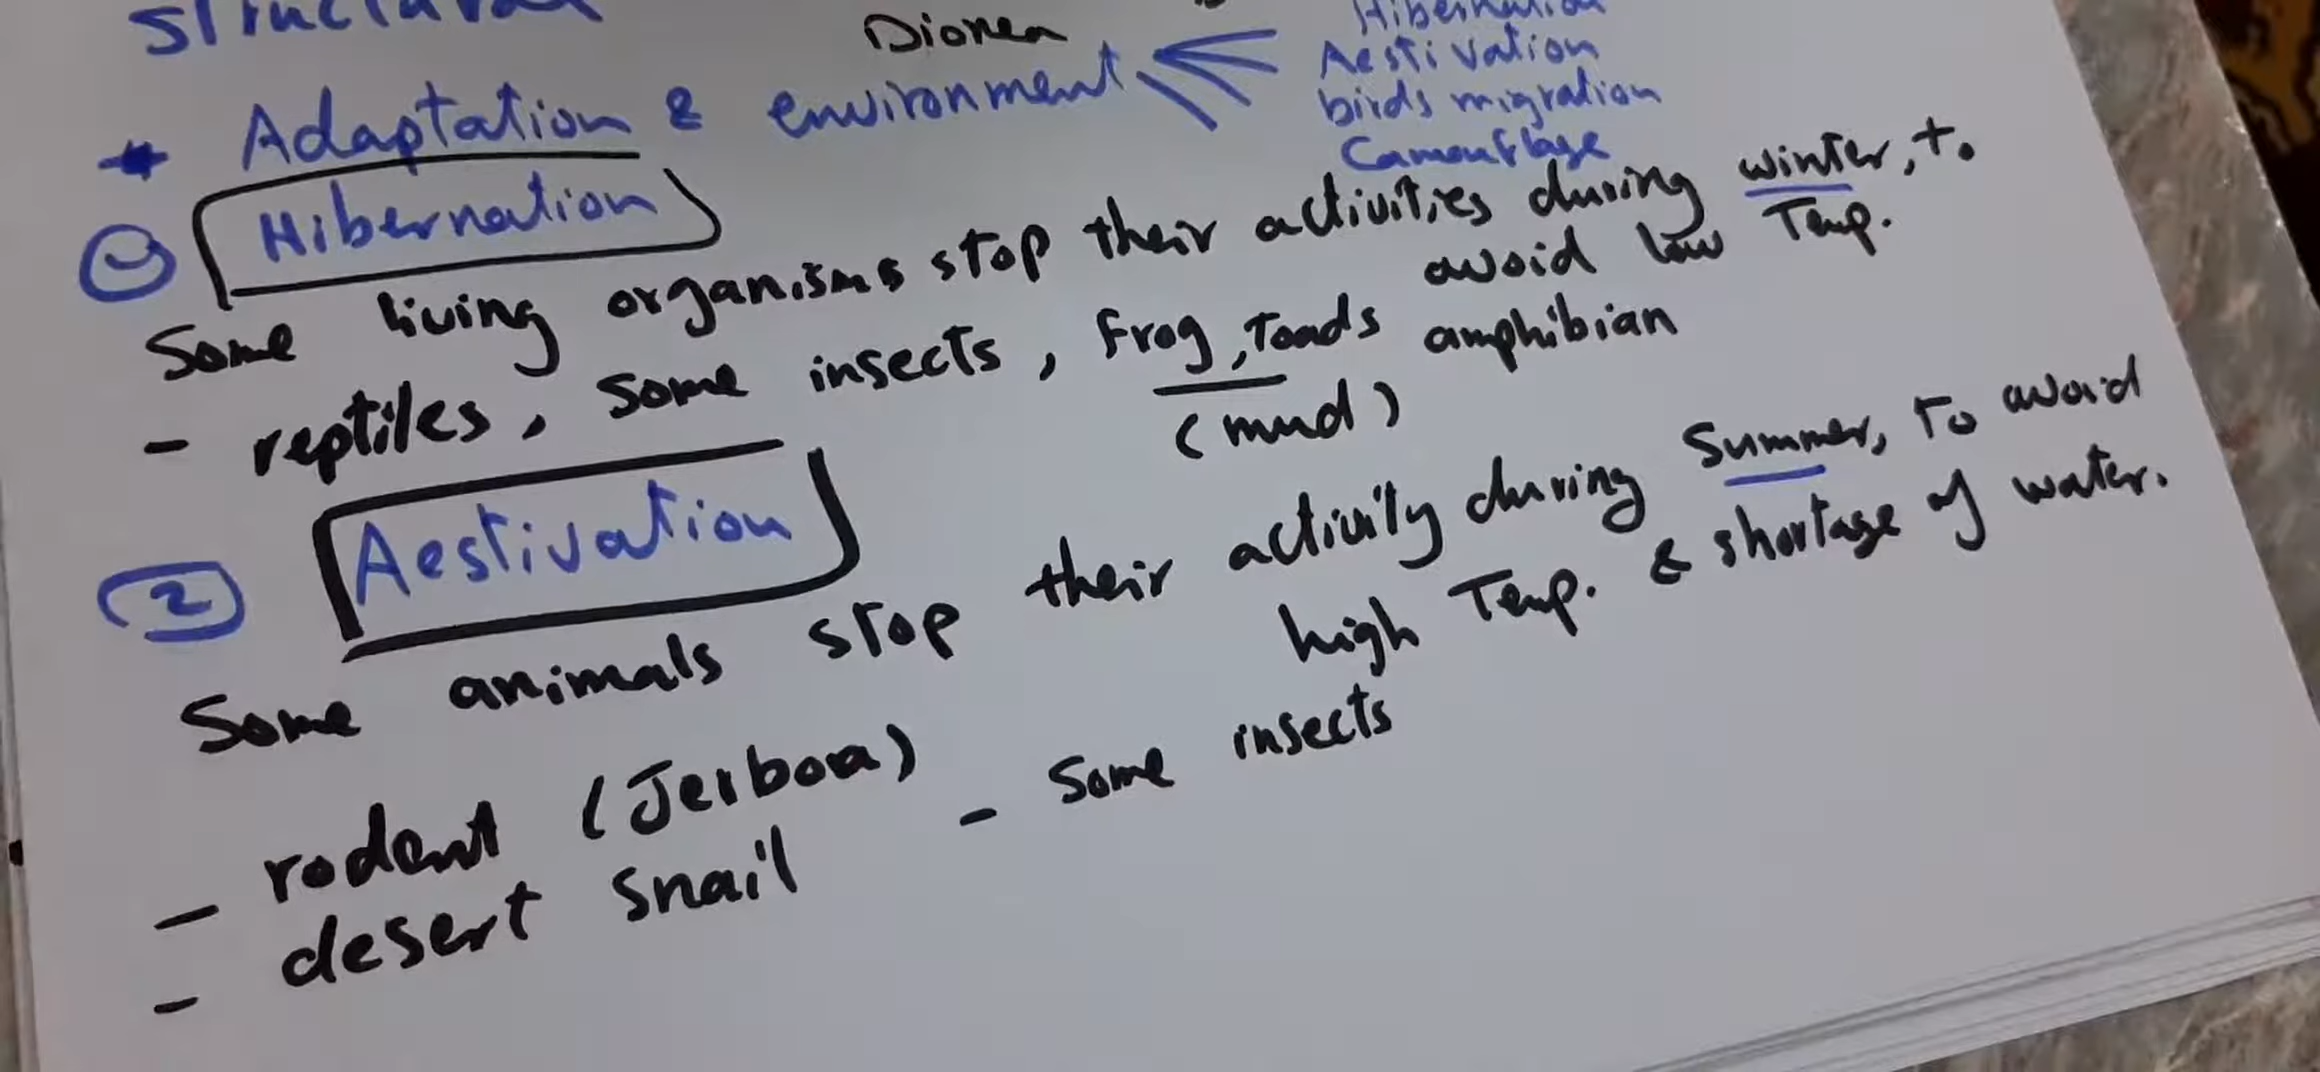 Structural
Dionea
* Adaptation & environment
Hibernation
Aestivation
birds migration
Camouflage
① Hibernation
Some living organisms stop their activities during winter, to
avoid low Temp.
- reptiles, some insects, frog, Toads amphibian
(mud)
② Aestivation
Some animals stop their activity during Summer, To avoid
high Temp. & shortage of water.
- rodent (Jerboa)
- some insects
- desert snail